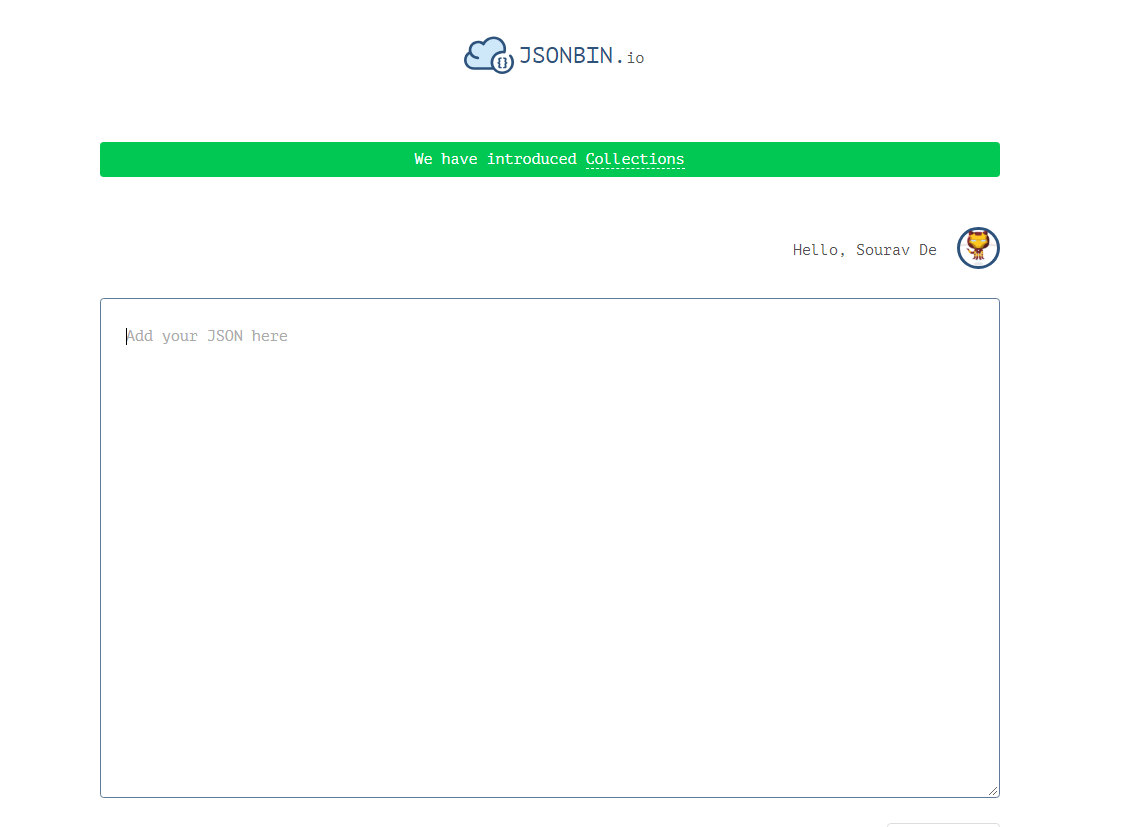 {} JSONBIN.io
We have introduced Collections
Hello, Sourav De
Add your JSON here